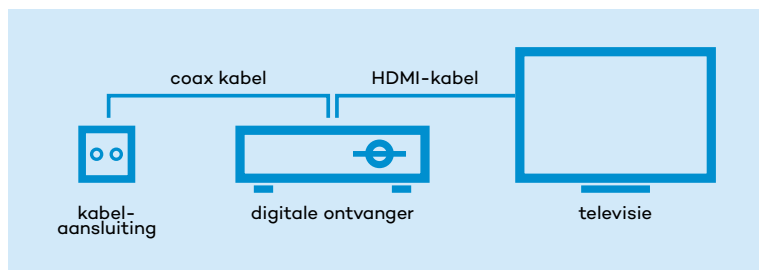 coax kabel
HDMI-kabel
kabel-
aansluiting
digitale ontvanger
televisie